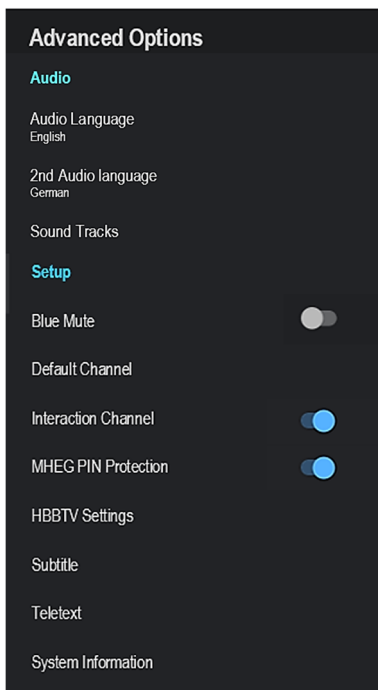 Advanced Options
Audio
Audio Language
English
2nd Audio language
German
Sound Tracks
Setup
Blue Mute
Default Channel
Interaction Channel
MHEG PIN Protection
HBBTV Settings
Subtitle
Teletext
System Information